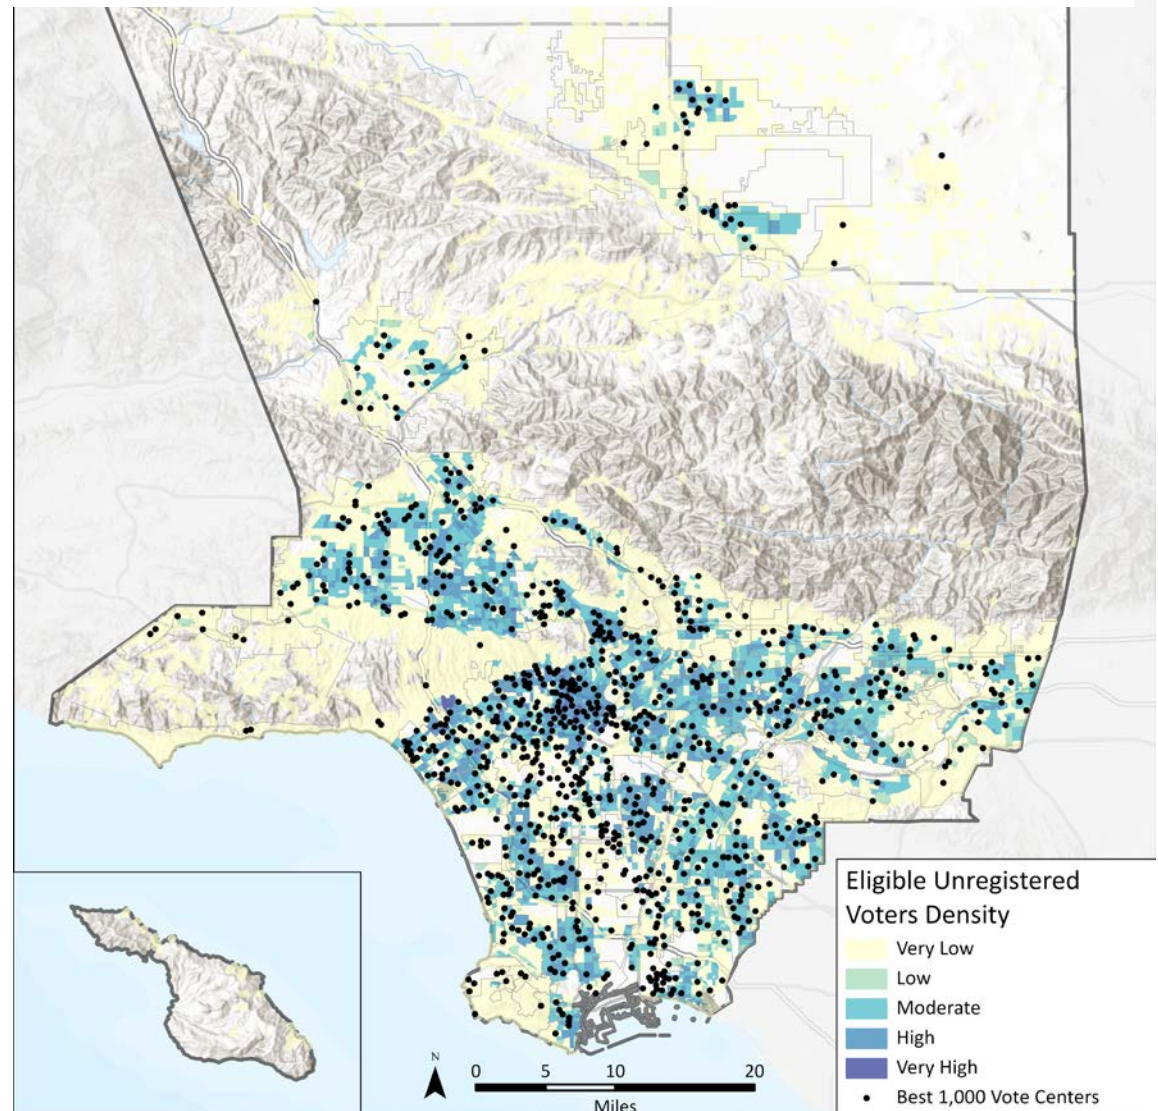 Eligible Unregistered
Voters Density
Very Low
Low
Moderate
High
Very High
Best 1,000 Vote Centers
N
0 5 10 20
Miles